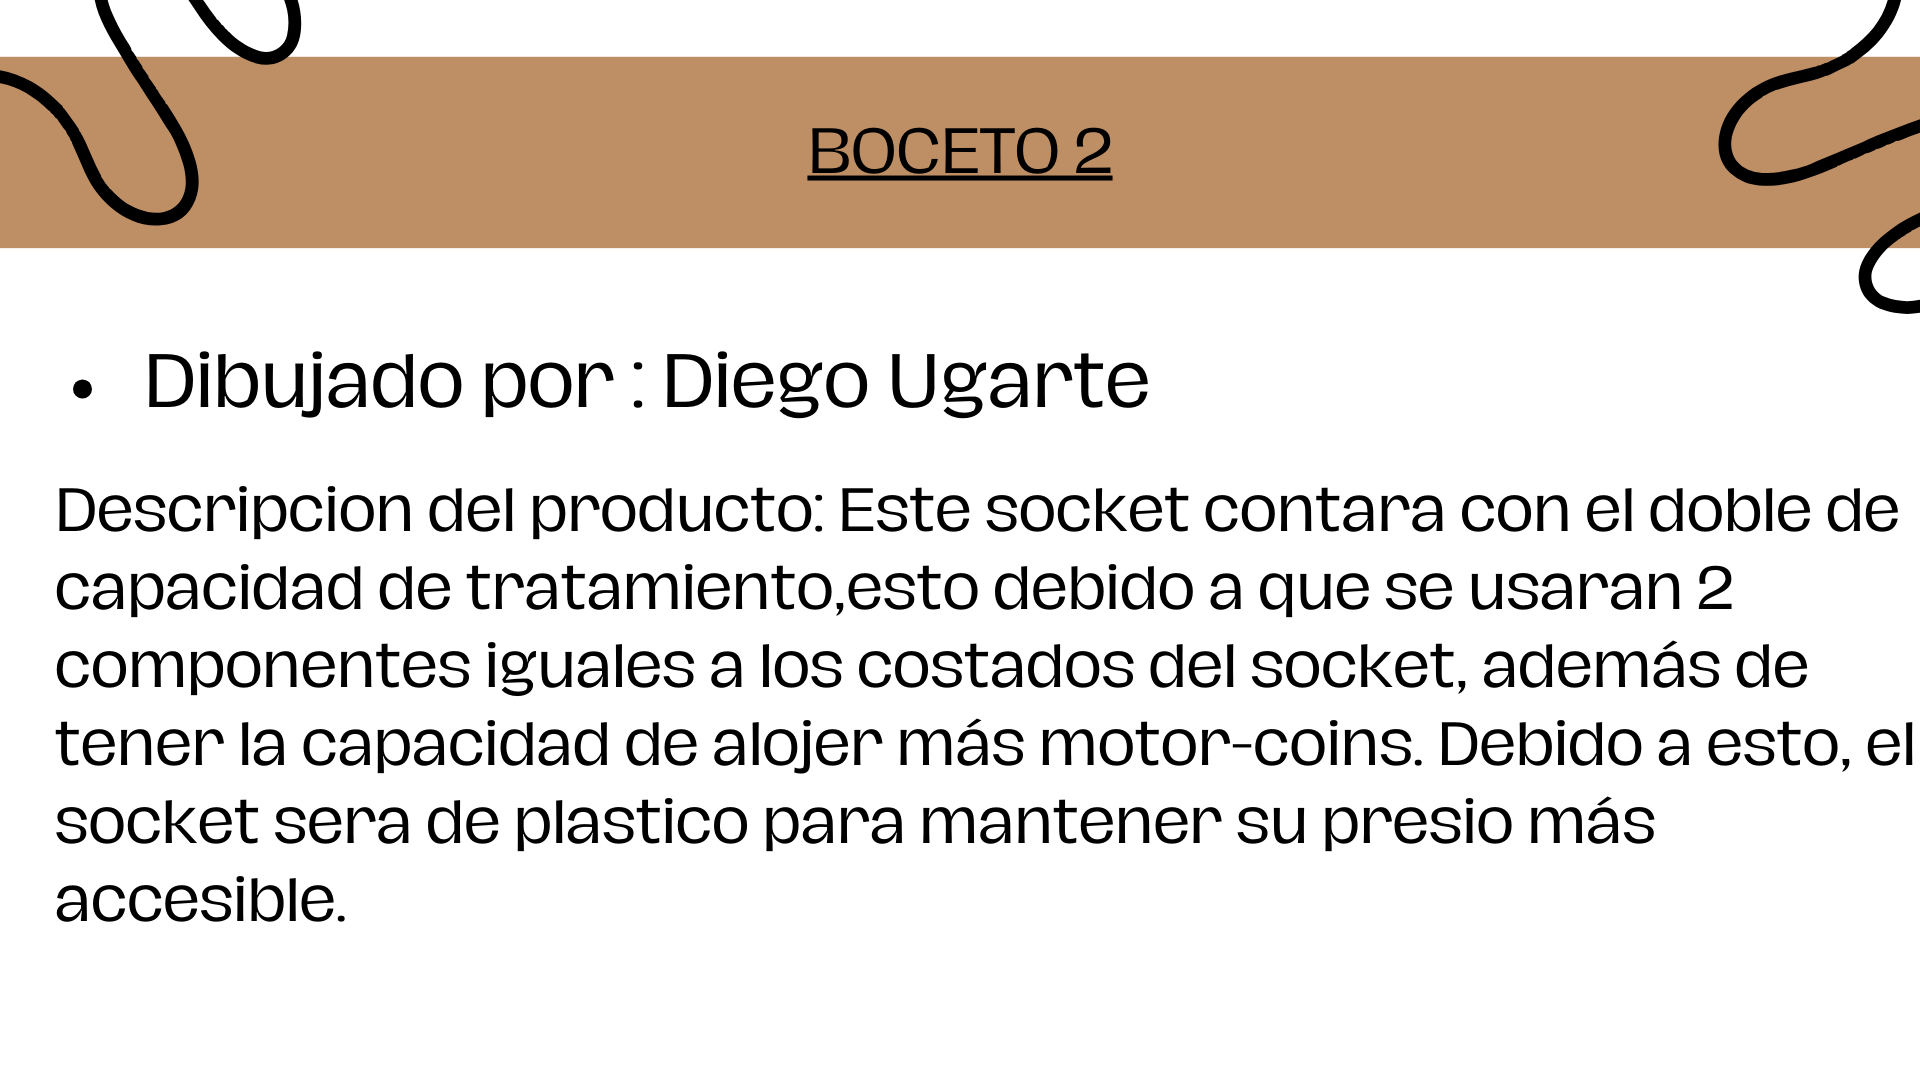 BOCETO 2
• Dibujado por : Diego Ugarte
Descripcion del producto: Este socket contara con el doble de
capacidad de tratamiento,esto debido a que se usaran 2
componentes iguales a los costados del socket, además de
tener la capacidad de alojer más motor-coins. Debido a esto, el
socket sera de plastico para mantener su presio más
accesible.